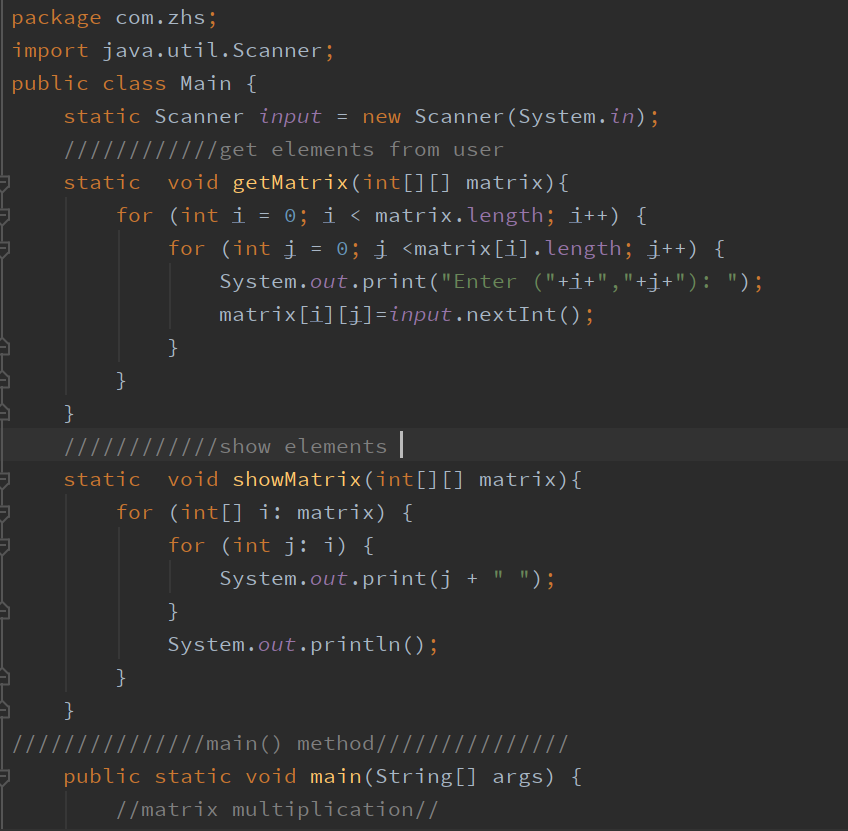 package com.zhs;
import java.util.Scanner;
public class Main {
    static Scanner input = new Scanner(System.in);
    ////////////get elements from user
    static  void getMatrix(int[][] matrix){
        for (int i = 0; i < matrix.length; i++) {
            for (int j = 0; j <matrix[i].length; j++) {
                System.out.print("Enter ("+i+","+j+"): ");
                matrix[i][j]=input.nextInt();
            }
        }
    }
    ////////////show elements
    static  void showMatrix(int[][] matrix){
        for (int[] i: matrix) {
            for (int j: i) {
                System.out.print(j + " ");
            }
            System.out.println();
        }
    }
///////////////main() method///////////////
    public static void main(String[] args) {
        //matrix multiplication//